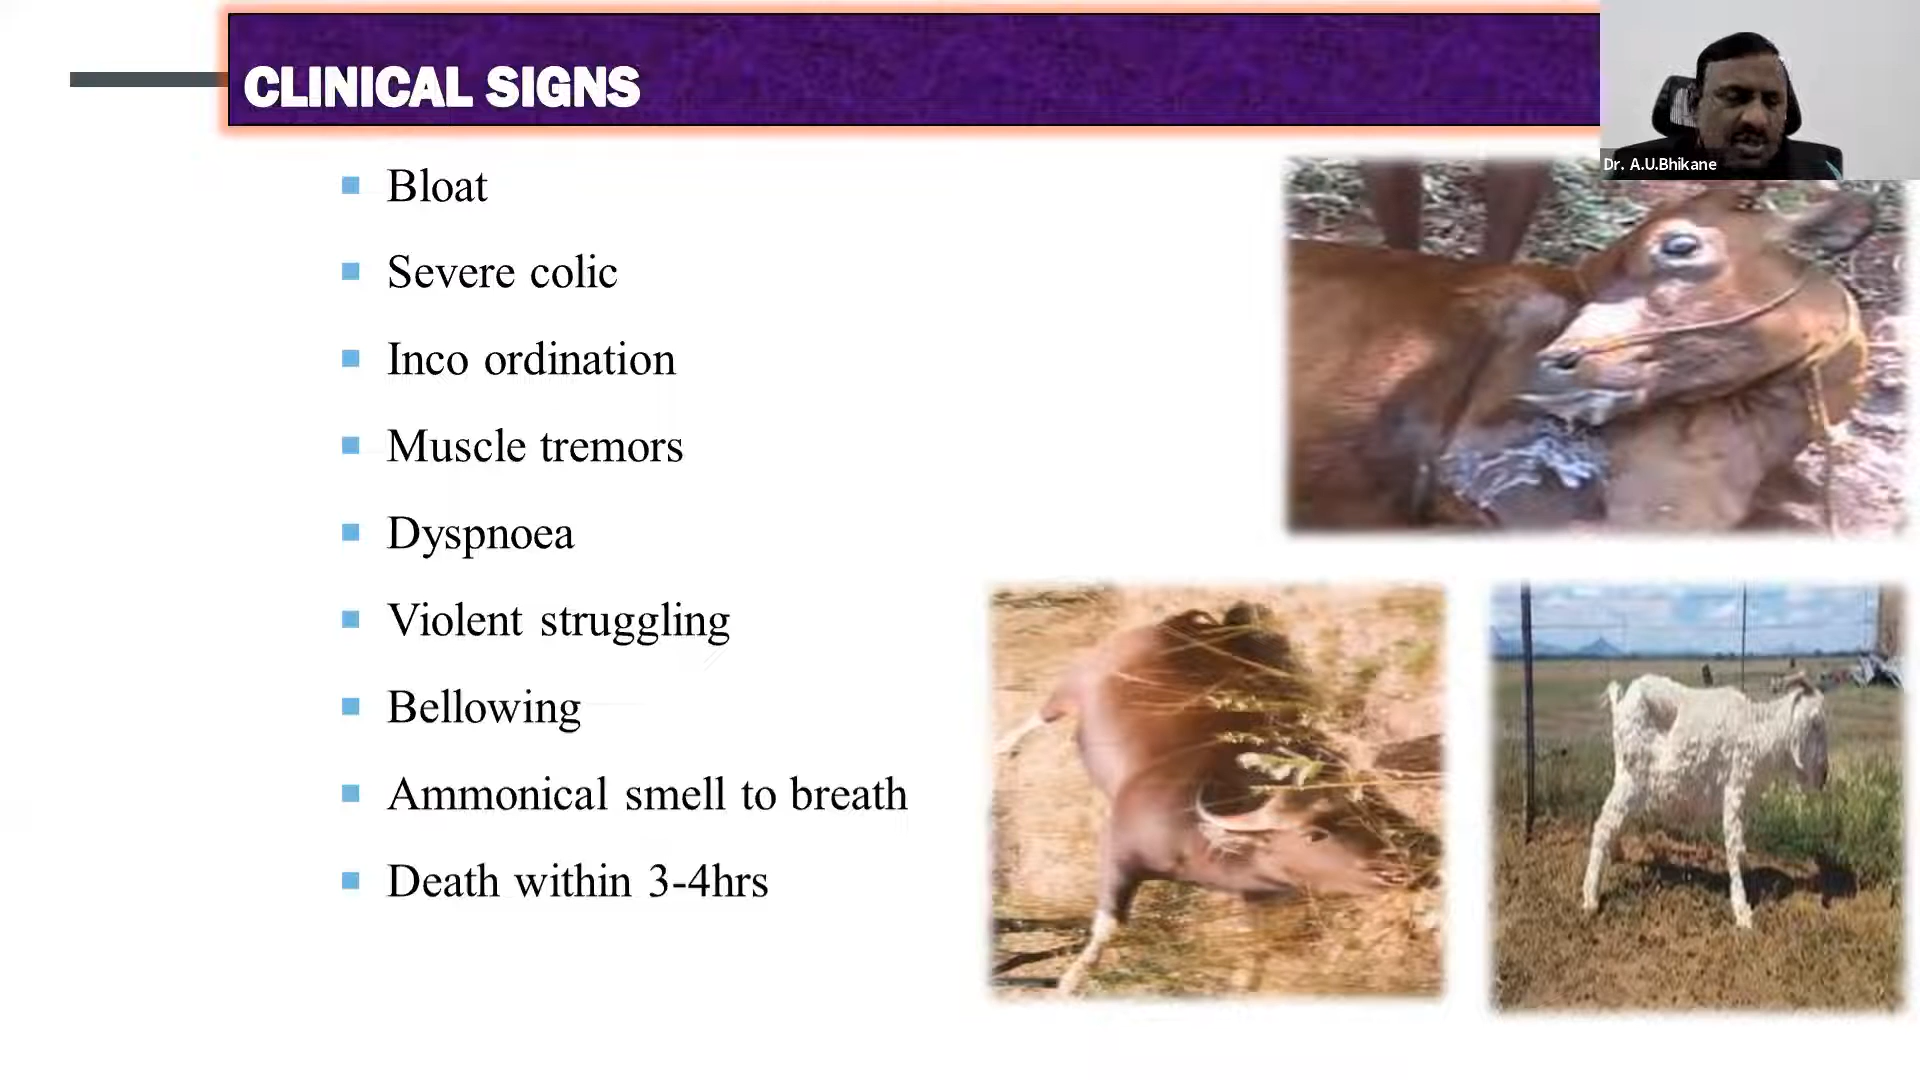 CLINICAL SIGNS
Dr. A.U.Bhikane
Bloat
Severe colic
Inco ordination
Muscle tremors
Dyspnoea
Violent struggling
Bellowing
Ammonical smell to breath
Death within 3-4hrs